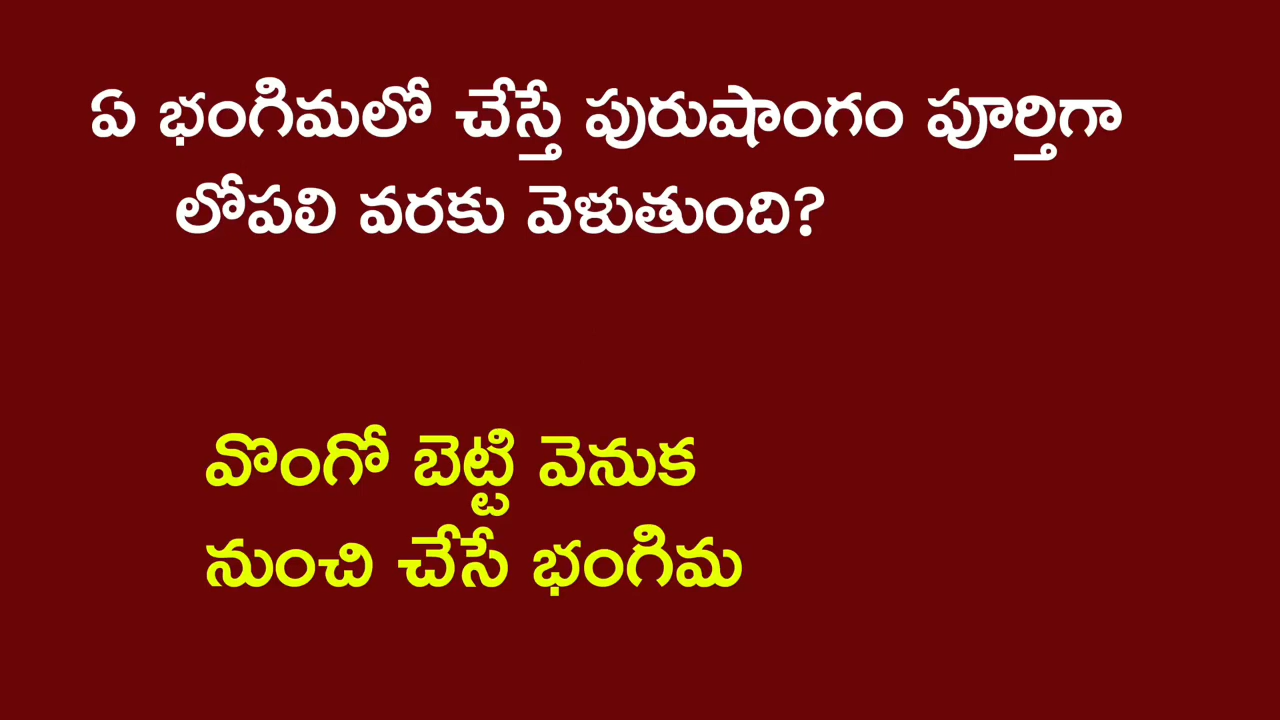 ఏ భంగిమలో చేస్తే పురుషాంగం పూర్తిగా
లోపలి వరకు వెళుతుంది?
వొంగో బెట్టి వెనుక
నుంచి చేసే భంగిమ